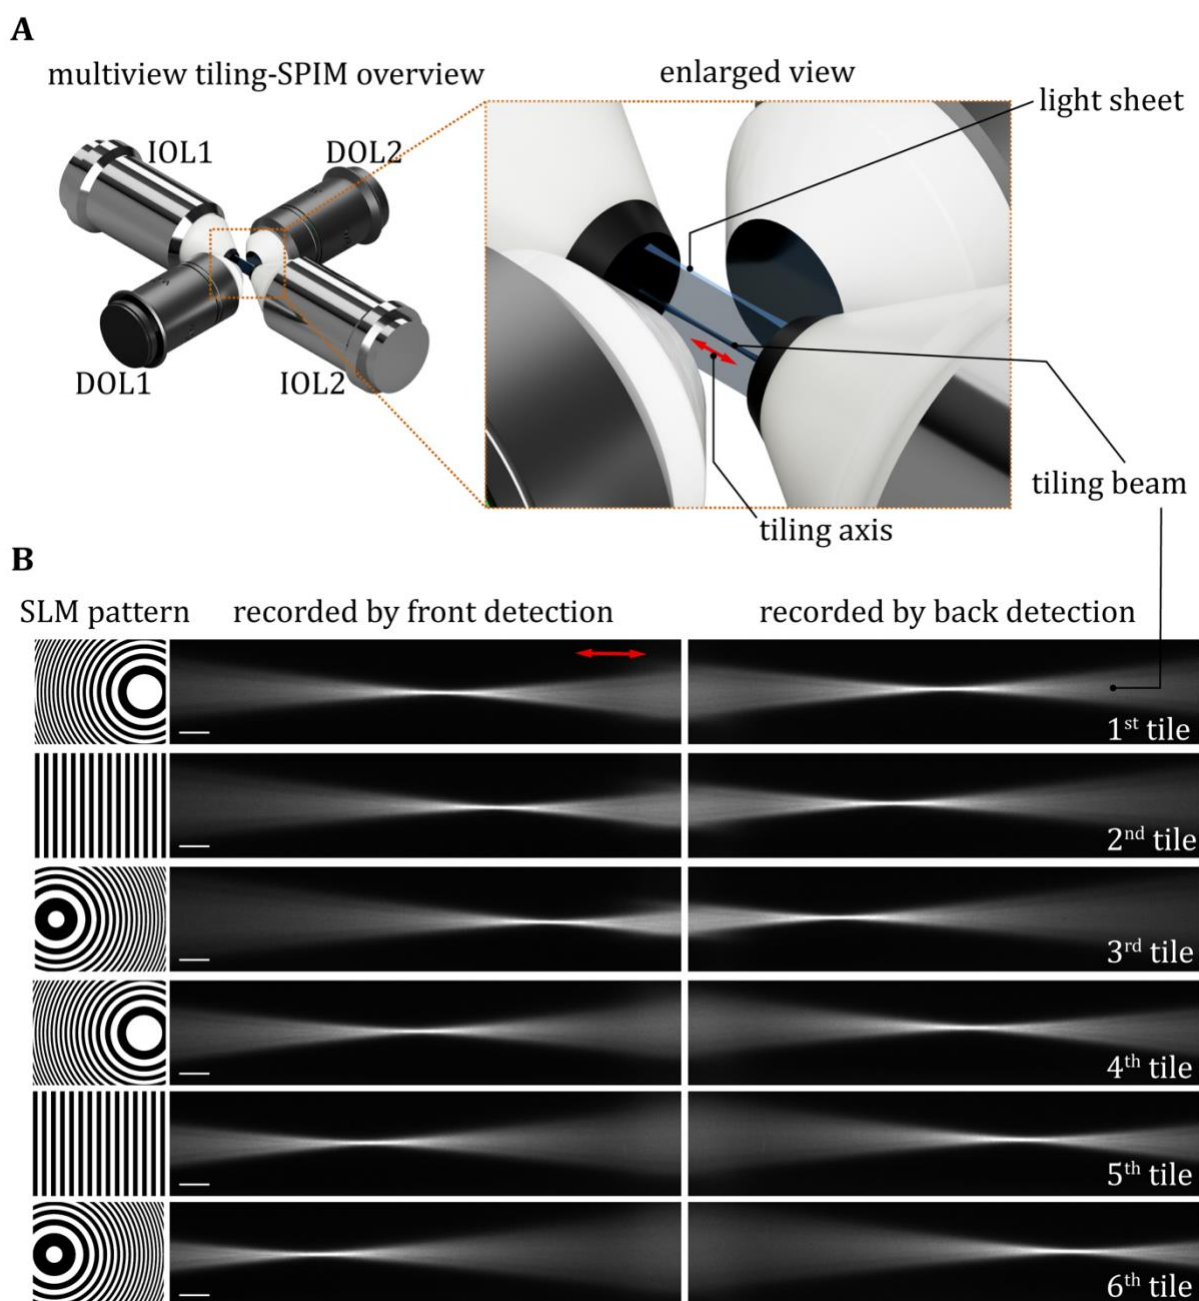 A
multiview tiling-SPIM overview
enlarged view
light sheet
IOL1
DOL2
DOL1
IOL2
tiling beam
tiling axis
B
SLM pattern
recorded by front detection
recorded by back detection
1st tile
2nd tile
3rd tile
4th tile
5th tile
6th tile